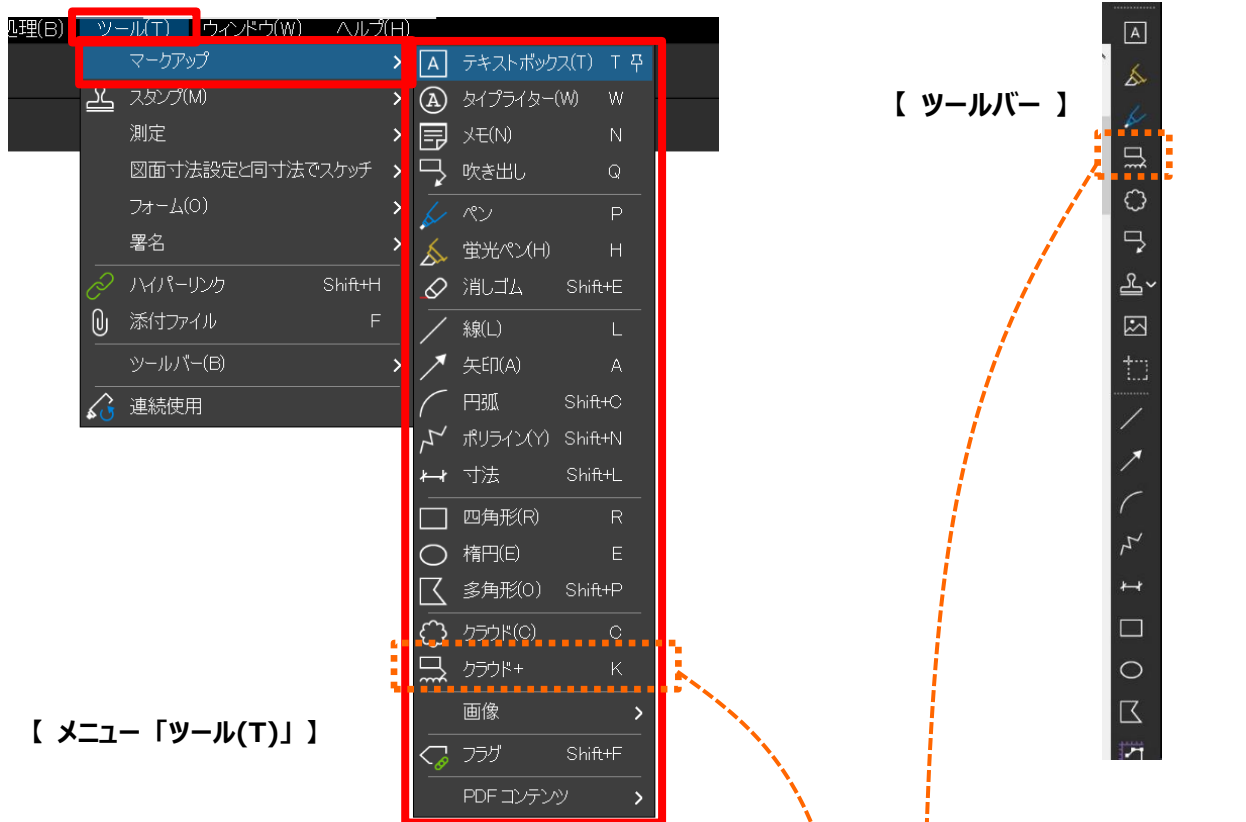 処理(B) ツール(T) ウィンドウ(W) ヘルプ(H)
マークアップ
スタンプ(M)
測定
図面寸法設定と同寸法でスケッチ
フォーム(O)
署名
ハイパーリンク Shift+H
添付ファイル F
ツールバー(B)
連続使用
A テキストボックス(T) T
A タイプライター(W) W
メモ(N) N
吹き出し Q
ペン P
蛍光ペン(H) H
消しゴム Shift+E
線(L) L
矢印(A) A
円弧 Shift+C
ポリライン(Y) Shift+N
寸法 Shift+L
四角形(R) R
楕円(E) E
多角形(O) Shift+P
クラウド(C) C
クラウド+ K
画像
フラグ Shift+F
PDF コンテンツ
【 メニュー「ツール(T)」】
【 ツールバー 】
A